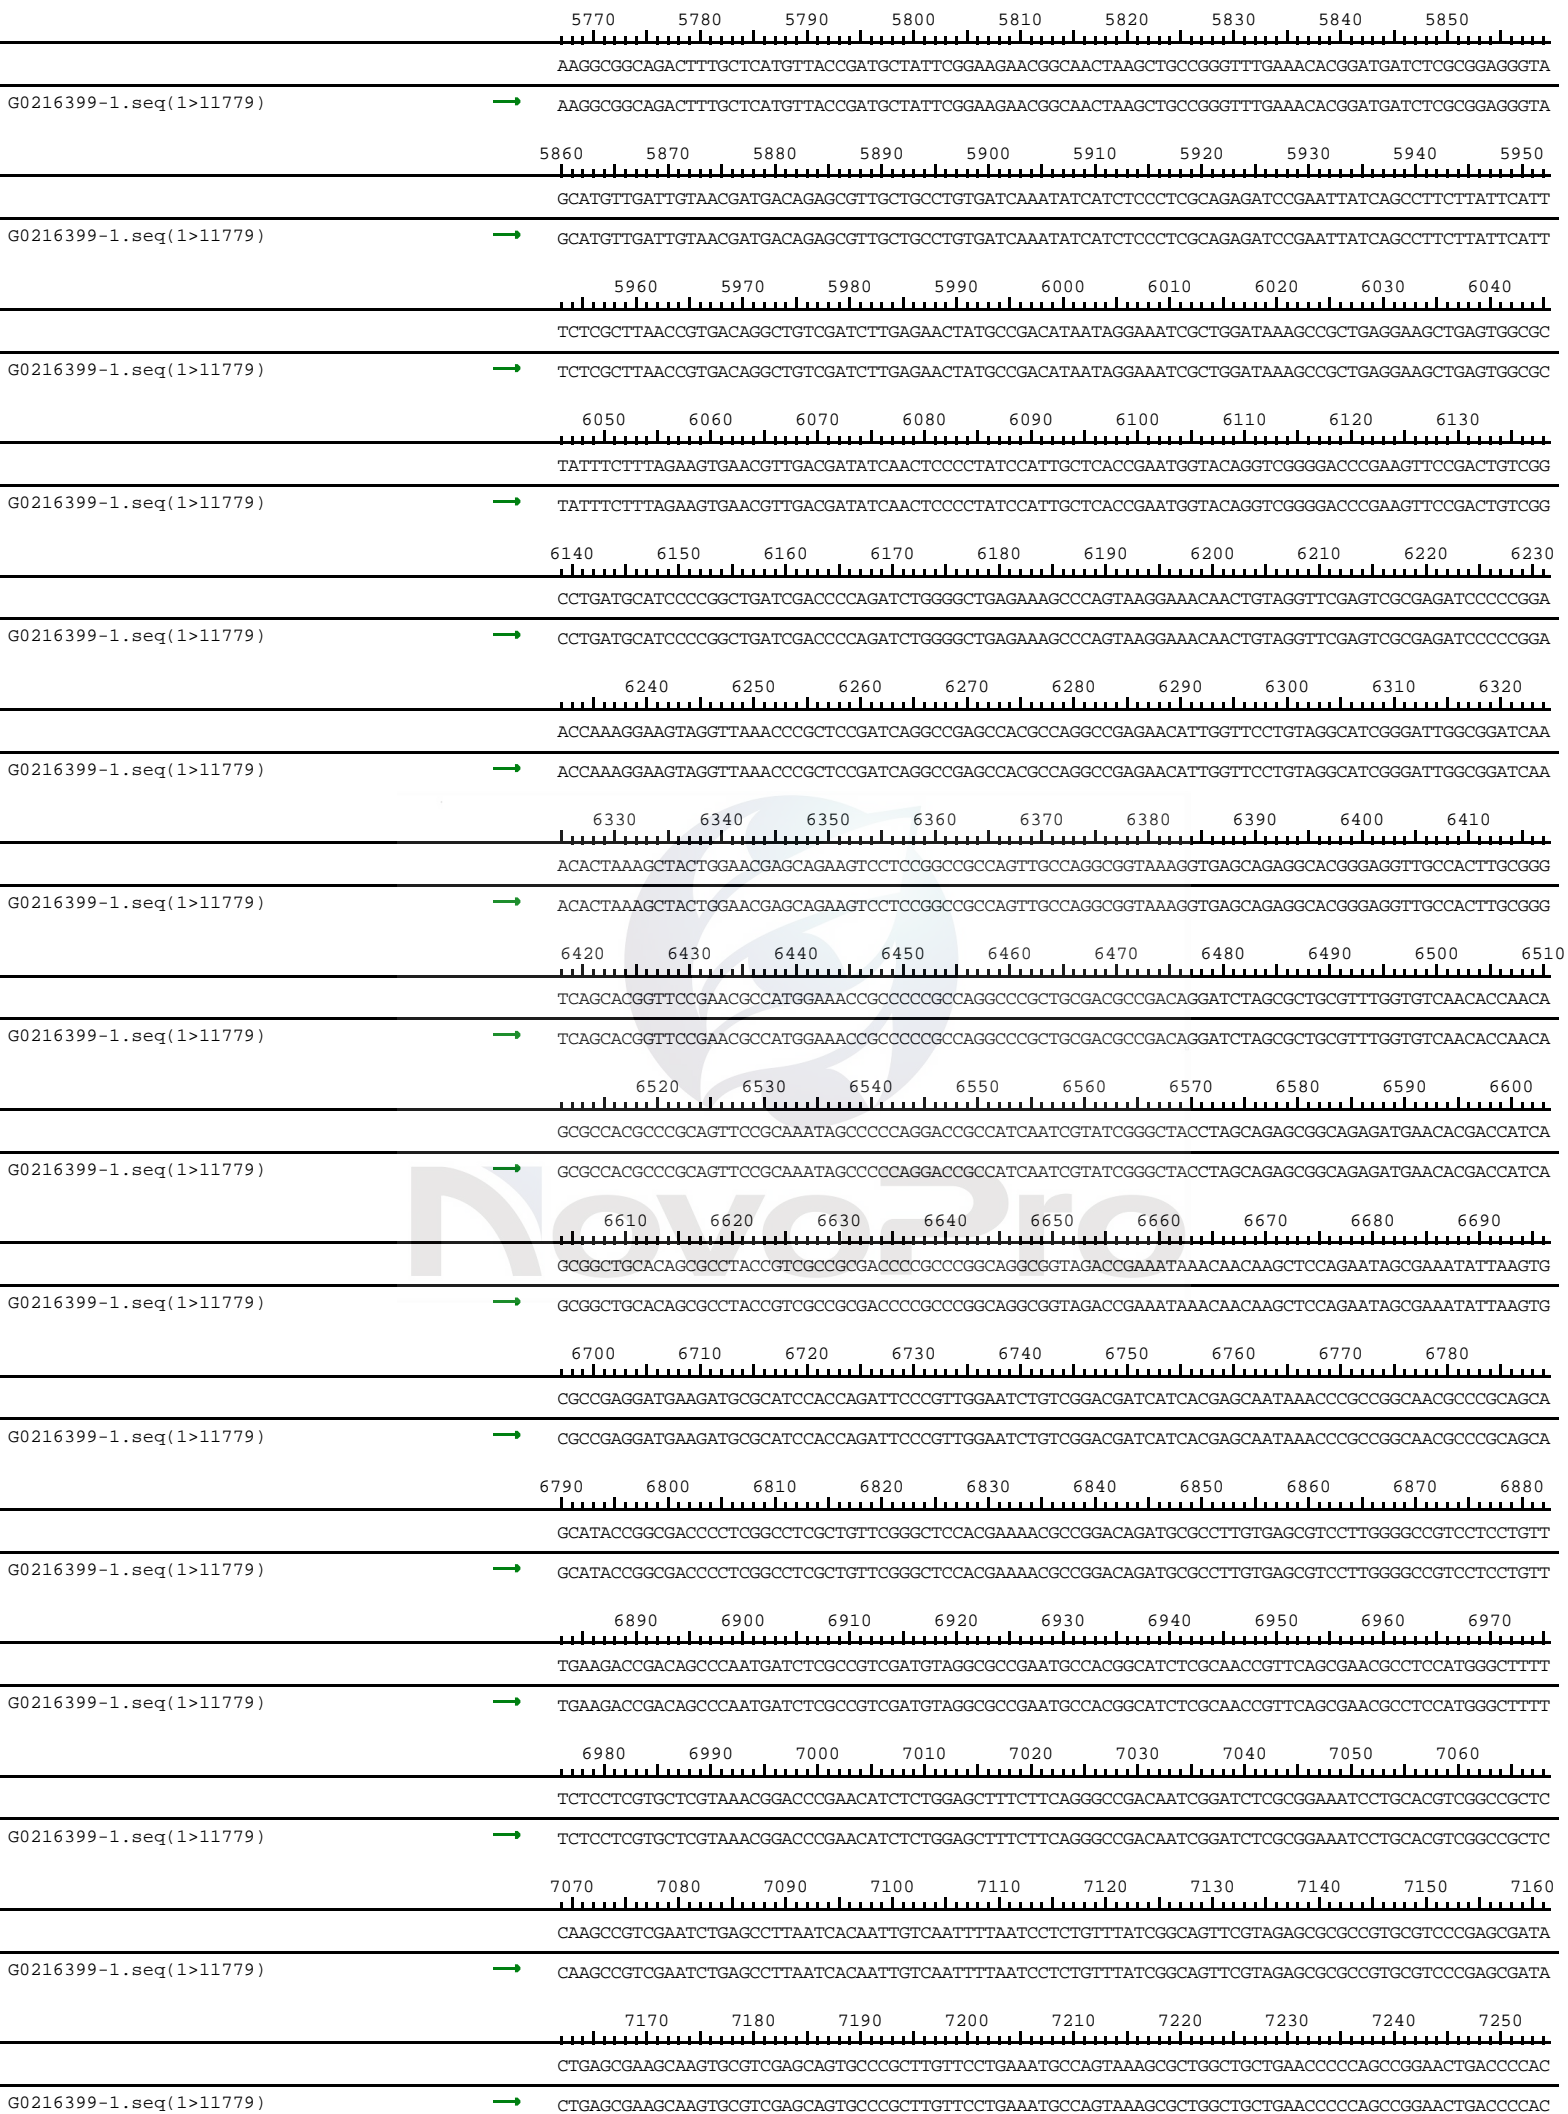 5770 5780 5790 5800 5810 5820 5830 5840 5850
AAGGCGGCAGACTTTGCTCATGTTACCGATGCTATTCGGAAGAACGGCAACTAAGCTGCCGGGTTTGAAACACGGATGATCTCGCGGAGGGTA
G0216399-1.seq(1>11779) AAGGCGGCAGACTTTGCTCATGTTACCGATGCTATTCGGAAGAACGGCAACTAAGCTGCCGGGTTTGAAACACGGATGATCTCGCGGAGGGTA
5860 5870 5880 5890 5900 5910 5920 5930 5940 5950
GCATGTTGATTGTAACGATGACAGAGCGTTGCTGCCTGTGATCAAATATCATCTCCCTCGCAGAGATCCGAATTATCAGCCTTCTTATTCATT
G0216399-1.seq(1>11779) GCATGTTGATTGTAACGATGACAGAGCGTTGCTGCCTGTGATCAAATATCATCTCCCTCGCAGAGATCCGAATTATCAGCCTTCTTATTCATT
5960 5970 5980 5990 6000 6010 6020 6030 6040
TCTCGCTTAACCGTGACAGGCTGTCGATCTTGAGAACTATGCCGACATAATAGGAAATCGCTGGATAAAGCCGCTGAGGAAGCTGAGTGGCGC
G0216399-1.seq(1>11779) TCTCGCTTAACCGTGACAGGCTGTCGATCTTGAGAACTATGCCGACATAATAGGAAATCGCTGGATAAAGCCGCTGAGGAAGCTGAGTGGCGC
6050 6060 6070 6080 6090 6100 6110 6120 6130
TATTTCTTTAGAAGTGAACGTTGACGATATCAACTCCCCTATCCATTGCTCACCGAATGGTACAGGTCGGGGACCCGAAGTTCCGACTGTCGG
G0216399-1.seq(1>11779) TATTTCTTTAGAAGTGAACGTTGACGATATCAACTCCCCTATCCATTGCTCACCGAATGGTACAGGTCGGGGACCCGAAGTTCCGACTGTCGG
6140 6150 6160 6170 6180 6190 6200 6210 6220 6230
CCTGATGCATCCCCGGCTGATCGACCCCAGATCTGGGGCTGAGAAAGCCCAGTAAGGAAACAACTGTAGGTTCGAGTCGCGAGATCCCCCGGA
G0216399-1.seq(1>11779) CCTGATGCATCCCCGGCTGATCGACCCCAGATCTGGGGCTGAGAAAGCCCAGTAAGGAAACAACTGTAGGTTCGAGTCGCGAGATCCCCCGGA
6240 6250 6260 6270 6280 6290 6300 6310 6320
ACCAAAGGAAGTAGGTTAAACCCGCTCCGATCAGGCCGAGCCACGCCAGGCCGAGAACATTGGTTCCTGTAGGCATCGGGATTGGCGGATCAA
G0216399-1.seq(1>11779) ACCAAAGGAAGTAGGTTAAACCCGCTCCGATCAGGCCGAGCCACGCCAGGCCGAGAACATTGGTTCCTGTAGGCATCGGGATTGGCGGATCAA
6330 6340 6350 6360 6370 6380 6390 6400 6410
ACACTAAAGCTACTGGAACGAGCAGAAGTCCTCCGGCCGCCAGTTGCCAGGCGGTAAAGGTGAGCAGAGGCACGGGAGGTTGCCACTTGCGGG
G0216399-1.seq(1>11779) ACACTAAAGCTACTGGAACGAGCAGAAGTCCTCCGGCCGCCAGTTGCCAGGCGGTAAAGGTGAGCAGAGGCACGGGAGGTTGCCACTTGCGGG
6420 6430 6440 6450 6460 6470 6480 6490 6500 6510
TCAGCACGGTTCCGAACGCCATGGAAACCGCCCCCGCCAGGCCCGCTGCGACGCCGACAGGATCTAGCGCTGCGTTTGGTGTCAACACCAACA
G0216399-1.seq(1>11779) TCAGCACGGTTCCGAACGCCATGGAAACCGCCCCCGCCAGGCCCGCTGCGACGCCGACAGGATCTAGCGCTGCGTTTGGTGTCAACACCAACA
6520 6530 6540 6550 6560 6570 6580 6590 6600
GCGCCACGCCCGCAGTTCCGCAAATAGCCCCCAGGACCGCCATCAATCGTATCGGGCTACCTAGCAGAGCGGCAGAGATGAACACGACCATCA
G0216399-1.seq(1>11779) GCGCCACGCCCGCAGTTCCGCAAATAGCCCCCAGGACCGCCATCAATCGTATCGGGCTACCTAGCAGAGCGGCAGAGATGAACACGACCATCA
NovoPro
6610 6620 6630 6640 6650 6660 6670 6680 6690
GCGGCTGCACAGCGCCTACCGTCGCCGCGACCCCGCCCGGCAGGCGGTAGACCGAAATAAACAACAAGCTCCAGAATAGCGAAATATTAAGTG
G0216399-1.seq(1>11779) GCGGCTGCACAGCGCCTACCGTCGCCGCGACCCCGCCCGGCAGGCGGTAGACCGAAATAAACAACAAGCTCCAGAATAGCGAAATATTAAGTG
6700 6710 6720 6730 6740 6750 6760 6770 6780
CGCCGAGGATGAAGATGCGCATCCACCAGATTCCCGTTGGAATCTGTCGGACGATCATCACGAGCAATAAACCCGCCGGCAACGCCCGCAGCA
G0216399-1.seq(1>11779) CGCCGAGGATGAAGATGCGCATCCACCAGATTCCCGTTGGAATCTGTCGGACGATCATCACGAGCAATAAACCCGCCGGCAACGCCCGCAGCA
6790 6800 6810 6820 6830 6840 6850 6860 6870 6880
GCATACCGGCGACCCCTCGGCCTCGCTGTTCGGGCTCCACGAAAACGCCGGACAGATGCGCCTTGTGAGCGTCCTTGGGGCCGTCCTCCTGTT
G0216399-1.seq(1>11779) GCATACCGGCGACCCCTCGGCCTCGCTGTTCGGGCTCCACGAAAACGCCGGACAGATGCGCCTTGTGAGCGTCCTTGGGGCCGTCCTCCTGTT
6890 6900 6910 6920 6930 6940 6950 6960 6970
TGAAGACCGACAGCCCAATGATCTCGCCGTCGATGTAGGCGCCGAATGCCACGGCATCTCGCAACCGTTCAGCGAACGCCTCCATGGGCTTTT
G0216399-1.seq(1>11779) TGAAGACCGACAGCCCAATGATCTCGCCGTCGATGTAGGCGCCGAATGCCACGGCATCTCGCAACCGTTCAGCGAACGCCTCCATGGGCTTTT
6980 6990 7000 7010 7020 7030 7040 7050 7060
TCTCCTCGTGCTCGTAAACGGACCCGAACATCTCTGGAGCTTTCTTCAGGGCCGACAATCGGATCTCGCGGAAATCCTGCACGTCGGCCGCTC
G0216399-1.seq(1>11779) TCTCCTCGTGCTCGTAAACGGACCCGAACATCTCTGGAGCTTTCTTCAGGGCCGACAATCGGATCTCGCGGAAATCCTGCACGTCGGCCGCTC
7070 7080 7090 7100 7110 7120 7130 7140 7150 7160
CAAGCCGTCGAATCTGAGCCTTAATCACAATTGTCAATTTTAATCCTCTGTTTATCGGCAGTTCGTAGAGCGCGCCGTGCGTCCCGAGCGATA
G0216399-1.seq(1>11779) CAAGCCGTCGAATCTGAGCCTTAATCACAATTGTCAATTTTAATCCTCTGTTTATCGGCAGTTCGTAGAGCGCGCCGTGCGTCCCGAGCGATA
7170 7180 7190 7200 7210 7220 7230 7240 7250
CTGAGCGAAGCAAGTGCGTCGAGCAGTGCCCGCTTGTTCCTGAAATGCCAGTAAAGCGCTGGCTGCTGAACCCCCAGCCGGAACTGACCCCAC
G0216399-1.seq(1>11779) CTGAGCGAAGCAAGTGCGTCGAGCAGTGCCCGCTTGTTCCTGAAATGCCAGTAAAGCGCTGGCTGCTGAACCCCCAGCCGGAACTGACCCCAC